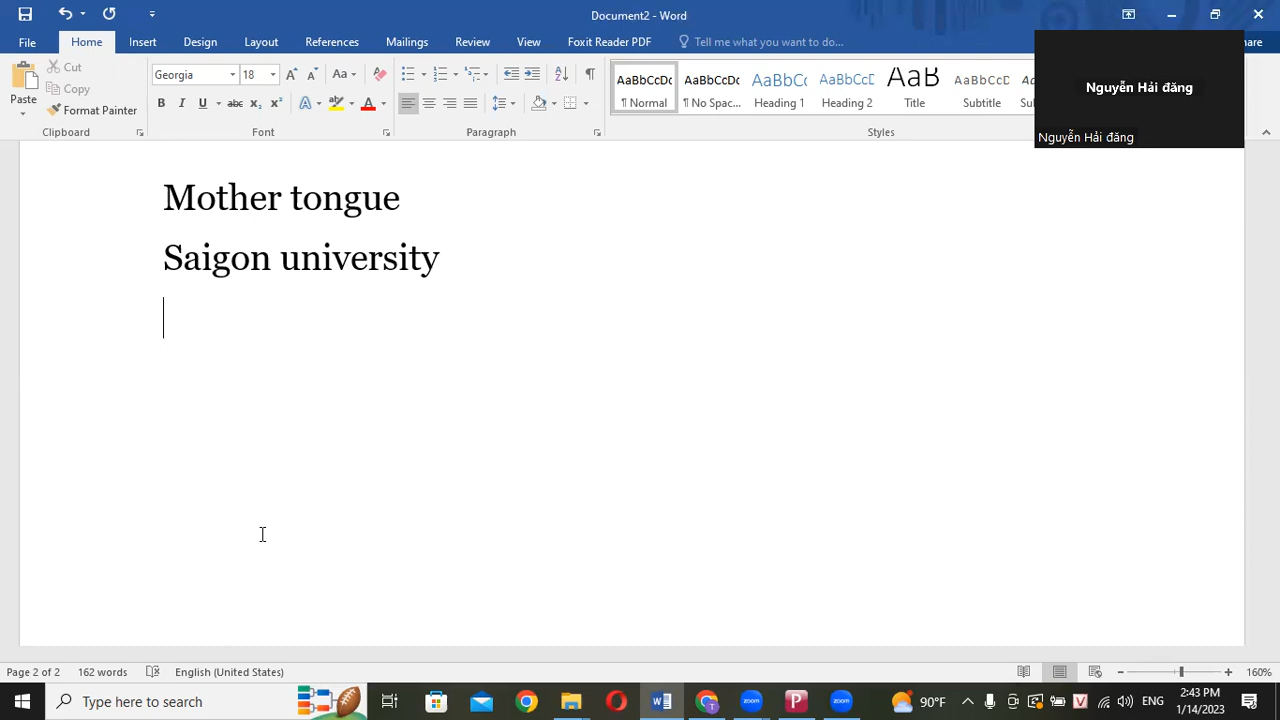 Document2 - Word
File Home Insert Design Layout References Mailings Review View Foxit Reader PDF Tell me what you want to do...
Cut
Copy
Format Painter
Paste
Clipboard
Georgia 18
Font
Paragraph
AaBbCcDc AaBbCcDc AaBbCc AaBbCcD AaB AaBbCcD
¶ Normal ¶ No Spac... Heading Heading 2 Title Subtitle
Styles
Nguyễn Hải đăng
Nguyễn Hải đăng
Mother tongue
Saigon university
Page 2 of 2 162 words English (United States) 160%
Type here to search 90°F ENG 2:43 PM
1/14/2023